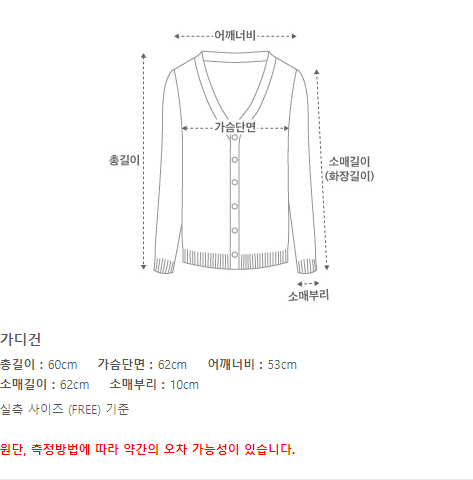 어깨너비
가슴단면
총길이
소매길이
(화장길이)
소매부리
가디건
총길이 : 60cm 가슴단면 : 62cm 어깨너비 : 53cm
소매길이 : 62cm 소매부리 : 10cm
실측 사이즈 (FREE) 기준
원단, 측정방법에 따라 약간의 오차 가능성이 있습니다.